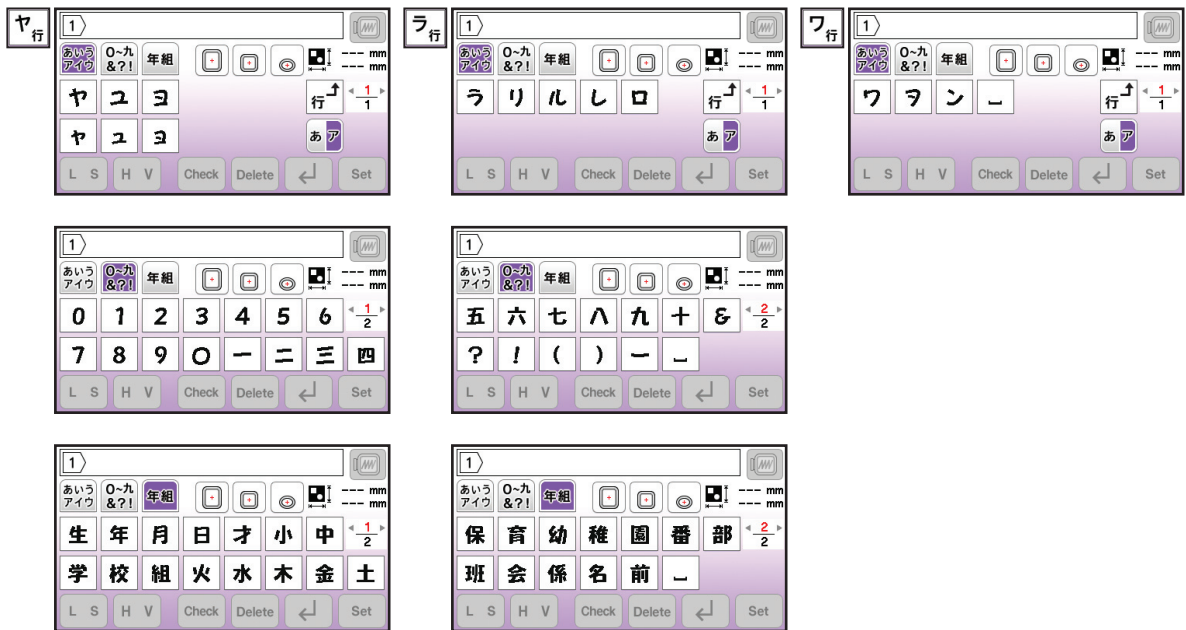 ヤ行
1
あいう 0~九 年組 --- mm
アイウ &?! --- mm
ヤ ユ ヨ 行 1/1
ャ ュ ョ あ ア
L S H V Check Delete Set
ラ行
1
あいう 0~九 年組 --- mm
アイウ &?! --- mm
ラ リ ル レ ロ 行 1/1
あ ア
L S H V Check Delete Set
ワ行
1
あいう 0~九 年組 --- mm
アイウ &?! --- mm
ワ ヲ ン ␣ 行 1/1
あ ア
L S H V Check Delete Set
1
あいう 0~九 年組 --- mm
アイウ &?! --- mm
0 1 2 3 4 5 6 1/2
7 8 9 〇 一 二 三 四
L S H V Check Delete Set
1
あいう 0~九 年組 --- mm
アイウ &?! --- mm
五 六 七 八 九 十 & 2/2
? ! ( ) ー ␣
L S H V Check Delete Set
1
あいう 0~九 年組 --- mm
アイウ &?! --- mm
生 年 月 日 才 小 中 1/2
学 校 組 火 水 木 金 土
L S H V Check Delete Set
1
あいう 0~九 年組 --- mm
アイウ &?! --- mm
保 育 幼 稚 園 番 部 2/2
班 会 係 名 前 ␣
L S H V Check Delete Set